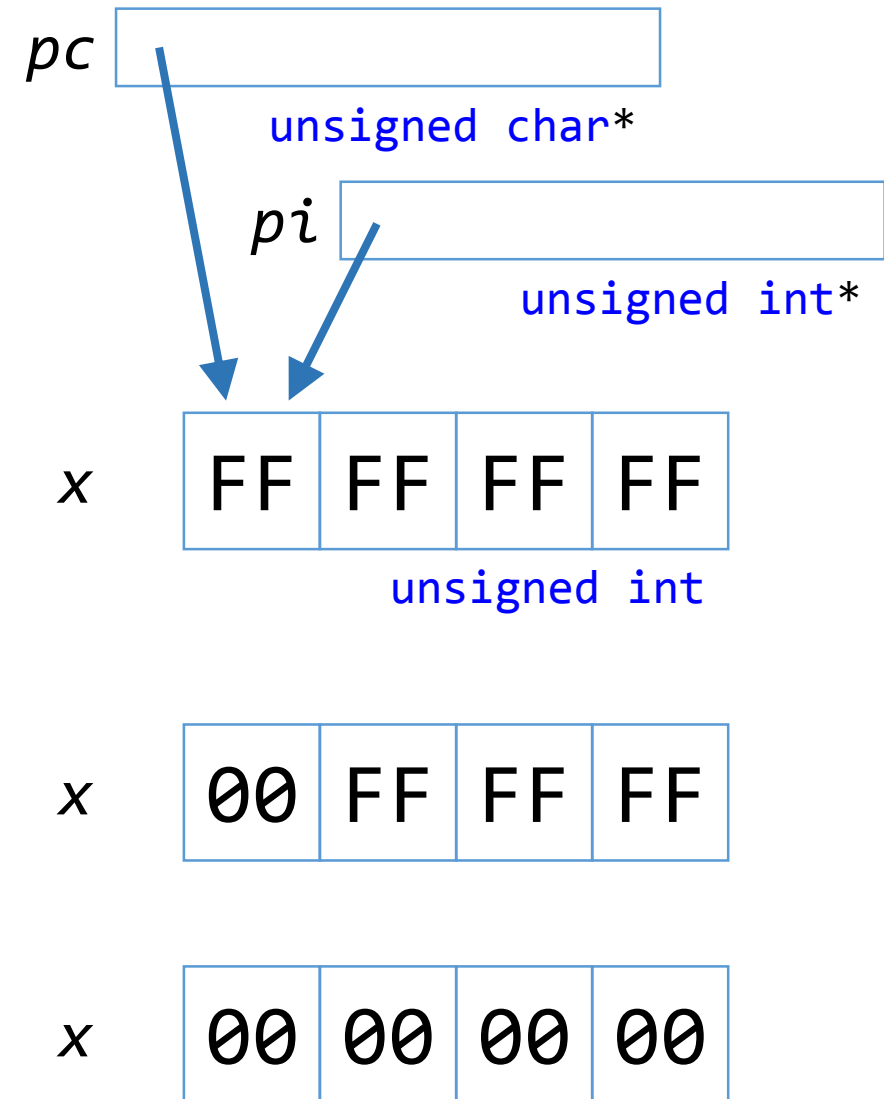 pc
unsigned char*
pi
unsigned int*
x FF FF FF FF
unsigned int
x 00 FF FF FF
x 00 00 00 00